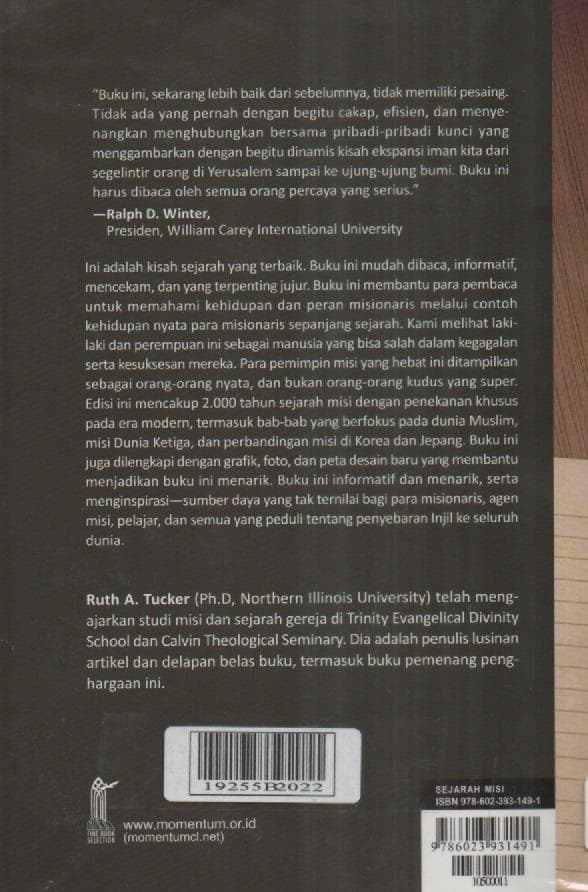 “Buku ini, sekarang lebih baik dari sebelumnya, tidak memiliki pesaing.
Tidak ada yang pernah dengan begitu cakap, efisien, dan menye-
nangkan menghubungkan bersama pribadi-pribadi kunci yang
menggambarkan dengan begitu dinamis kisah ekspansi iman kita dari
segelintir orang di Yerusalem sampai ke ujung-ujung bumi. Buku ini
harus dibaca oleh semua orang percaya yang serius.”
—Ralph D. Winter,
Presiden, William Carey International University
Ini adalah kisah sejarah yang terbaik. Buku ini mudah dibaca, informatif,
mencekam, dan yang terpenting jujur. Buku ini membantu para pembaca
untuk memahami kehidupan dan peran misionaris melalui contoh
kehidupan nyata para misionaris sepanjang sejarah. Kami melihat laki-
laki dan perempuan ini sebagai manusia yang bisa salah dalam kegagalan
serta kesuksesan mereka. Para pemimpin misi yang hebat ini ditampilkan
sebagai orang-orang nyata, dan bukan orang-orang kudus yang super.
Edisi ini mencakup 2.000 tahun sejarah misi dengan penekanan khusus
pada era modern, termasuk bab-bab yang berfokus pada dunia Muslim,
misi Dunia Ketiga, dan perbandingan misi di Korea dan Jepang. Buku ini
juga dilengkapi dengan grafik, foto, dan peta desain baru yang membantu
menjadikan buku ini menarik. Buku ini informatif dan menarik, serta
menginspirasi—sumber daya yang tak ternilai bagi para misionaris, agen
misi, pelajar, dan semua yang peduli tentang penyebaran Injil ke seluruh
dunia.
Ruth A. Tucker (Ph.D, Northern Illinois University) telah meng-
ajarkan studi misi dan sejarah gereja di Trinity Evangelical Divinity
School dan Calvin Theological Seminary. Dia adalah penulis lusinan
artikel dan delapan belas buku, termasuk buku pemenang peng-
hargaan ini.
19255B2022
FINE BOOK
SELECTION
www.momentum.or.id
(momentumcl.net)
SEJARAH MISI
ISBN 978-602-393-149-1
9786023931491
10500011